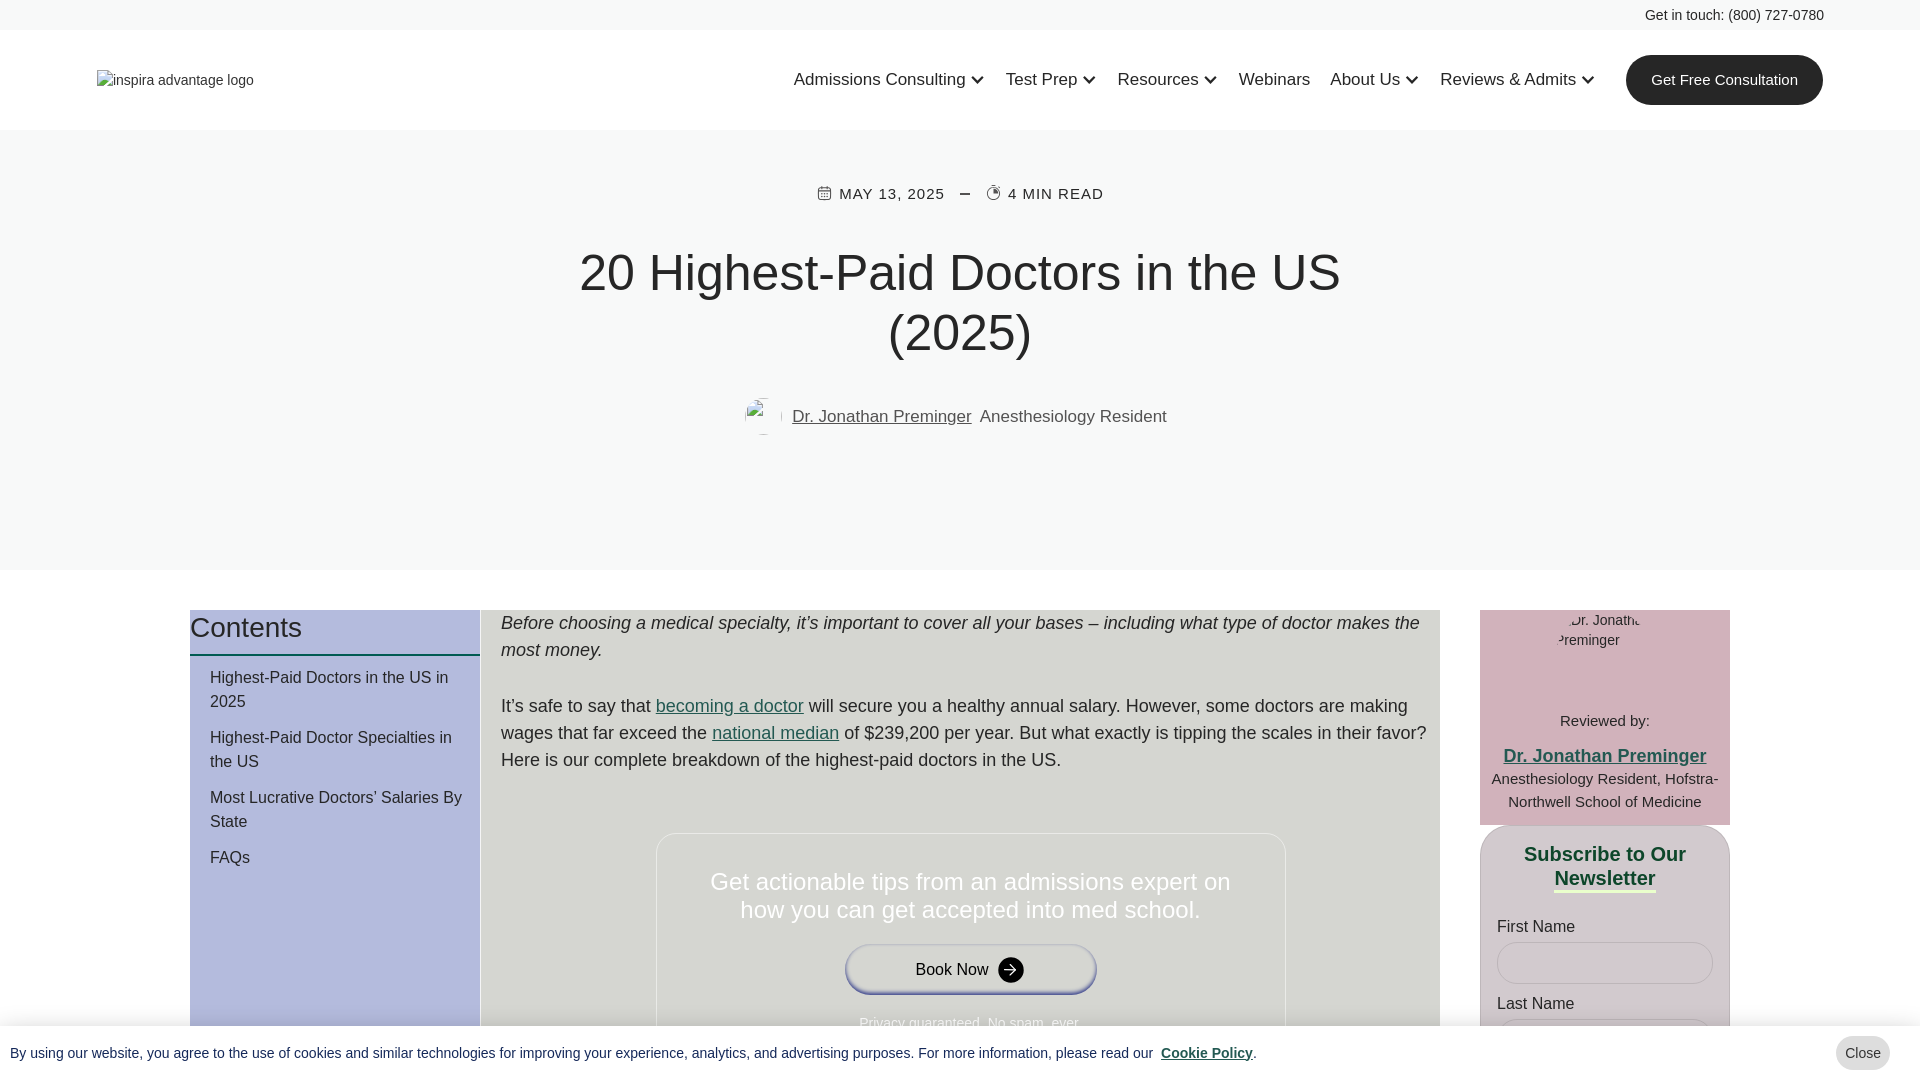 Get in touch: (800) 727-0780
inspira advantage logo
Admissions Consulting
Test Prep
Resources
Webinars
About Us
Reviews & Admits
Get Free Consultation
MAY 13, 2025
4 MIN READ
20 Highest-Paid Doctors in the US
(2025)
Dr. Jonathan Preminger Anesthesiology Resident
Contents
Highest-Paid Doctors in the US in
2025
Highest-Paid Doctor Specialties in
the US
Most Lucrative Doctors’ Salaries By
State
FAQs
Before choosing a medical specialty, it’s important to cover all your bases – including what type of doctor makes the
most money.
It’s safe to say that becoming a doctor will secure you a healthy annual salary. However, some doctors are making
wages that far exceed the national median of $239,200 per year. But what exactly is tipping the scales in their favor?
Here is our complete breakdown of the highest-paid doctors in the US.
Get actionable tips from an admissions expert on
how you can get accepted into med school.
Book Now
Privacy guaranteed. No spam, ever.
Dr. Jonathan
Preminger
Reviewed by:
Dr. Jonathan Preminger
Anesthesiology Resident, Hofstra-
Northwell School of Medicine
Subscribe to Our
Newsletter
First Name
Last Name
By using our website, you agree to the use of cookies and similar technologies for improving your experience, analytics, and advertising purposes. For more information, please read our Cookie Policy.
Close